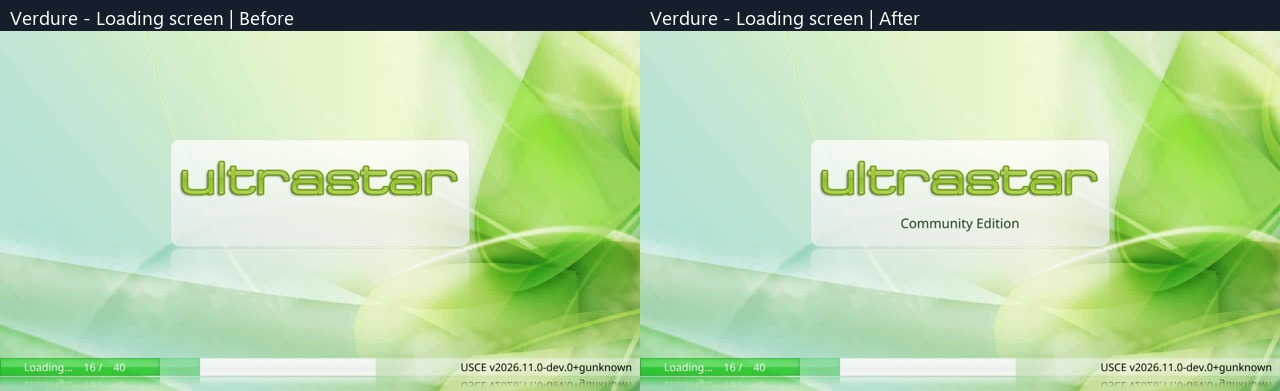 Verdure - Loading screen | Before
ultrastar
Loading... 16 / 40
USCE v2026.11.0-dev.0+gunknown
Verdure - Loading screen | After
ultrastar
Community Edition
Loading... 16 / 40
USCE v2026.11.0-dev.0+gunknown